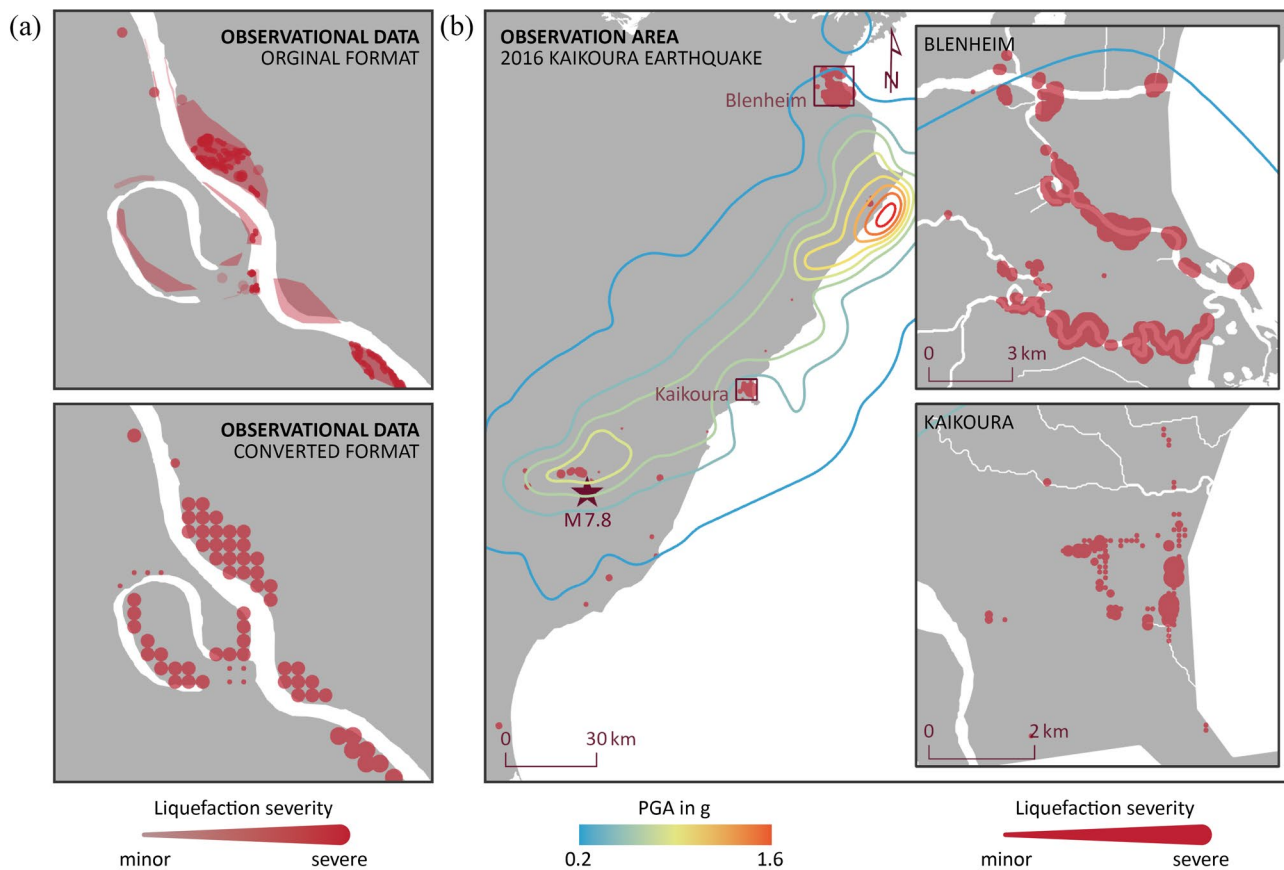 (a)
OBSERVATIONAL DATA
ORGINAL FORMAT
OBSERVATIONAL DATA
CONVERTED FORMAT
Liquefaction severity
minor
severe
(b)
OBSERVATION AREA
2016 KAIKOURA EARTHQUAKE
N
Blenheim
Kaikoura
M 7.8
0
30 km
PGA in g
0.2
1.6
BLENHEIM
0
3 km
KAIKOURA
0
2 km
Liquefaction severity
minor
severe